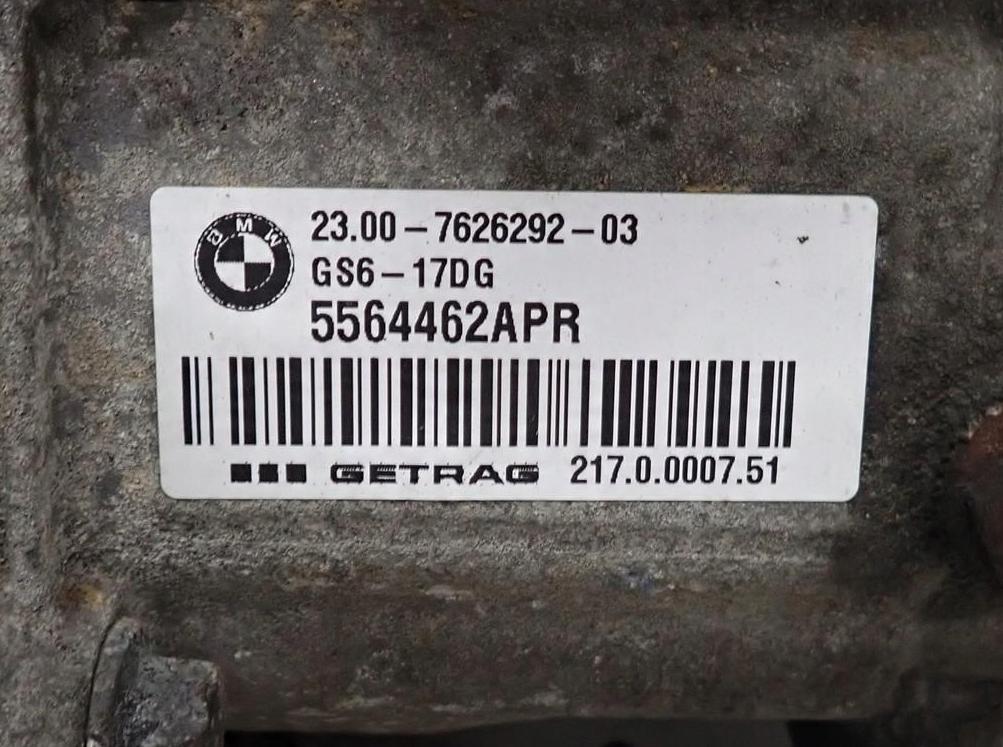 BMW
23.00-7626292-03
GS6-17DG
5564462APR
GETRAG 217.0.0007.51